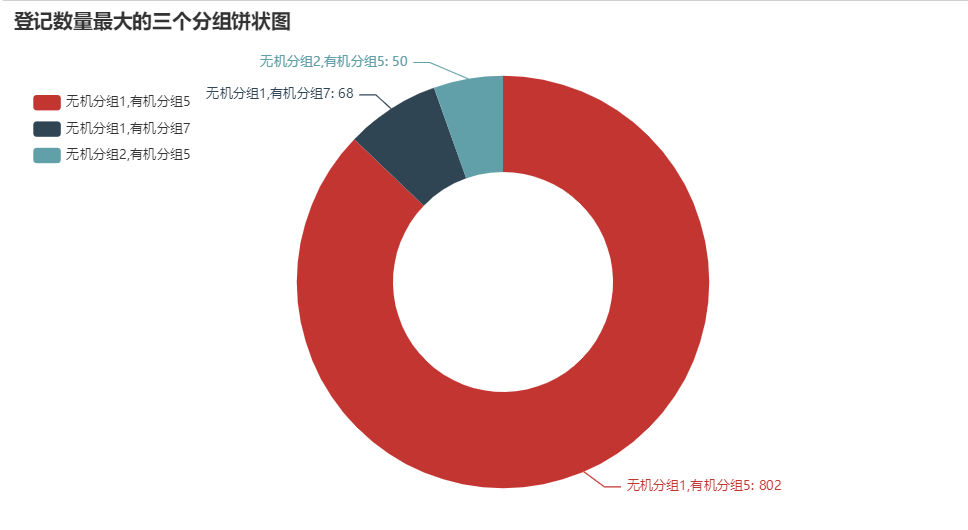 登记数量最大的三个分组饼状图
无机分组2,有机分组5: 50
无机分组1,有机分组7: 68
无机分组1,有机分组5
无机分组1,有机分组7
无机分组2,有机分组5
无机分组1,有机分组5: 802